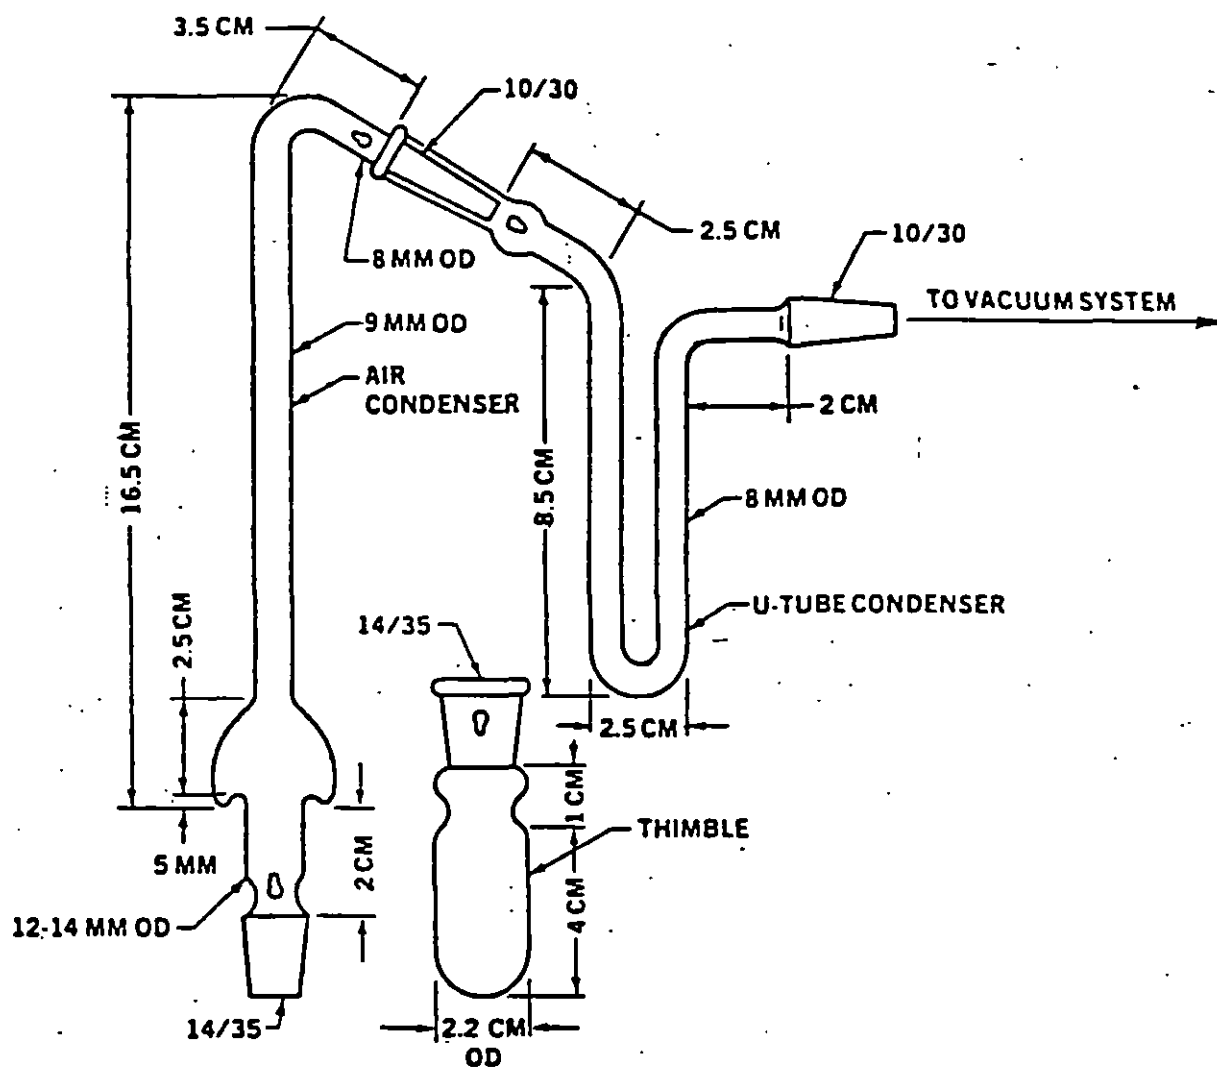 3.5 CM
10/30
2.5 CM
10/30
8 MM OD
TO VACUUM SYSTEM
9 MM OD
AIR
CONDENSER
2 CM
16.5 CM
8.5 CM
8 MM OD
2.5 CM
U-TUBE CONDENSER
14/35
2.5 CM
1 CM
THIMBLE
5 MM
2 CM
4 CM
12-14 MM OD
14/35
2.2 CM
OD